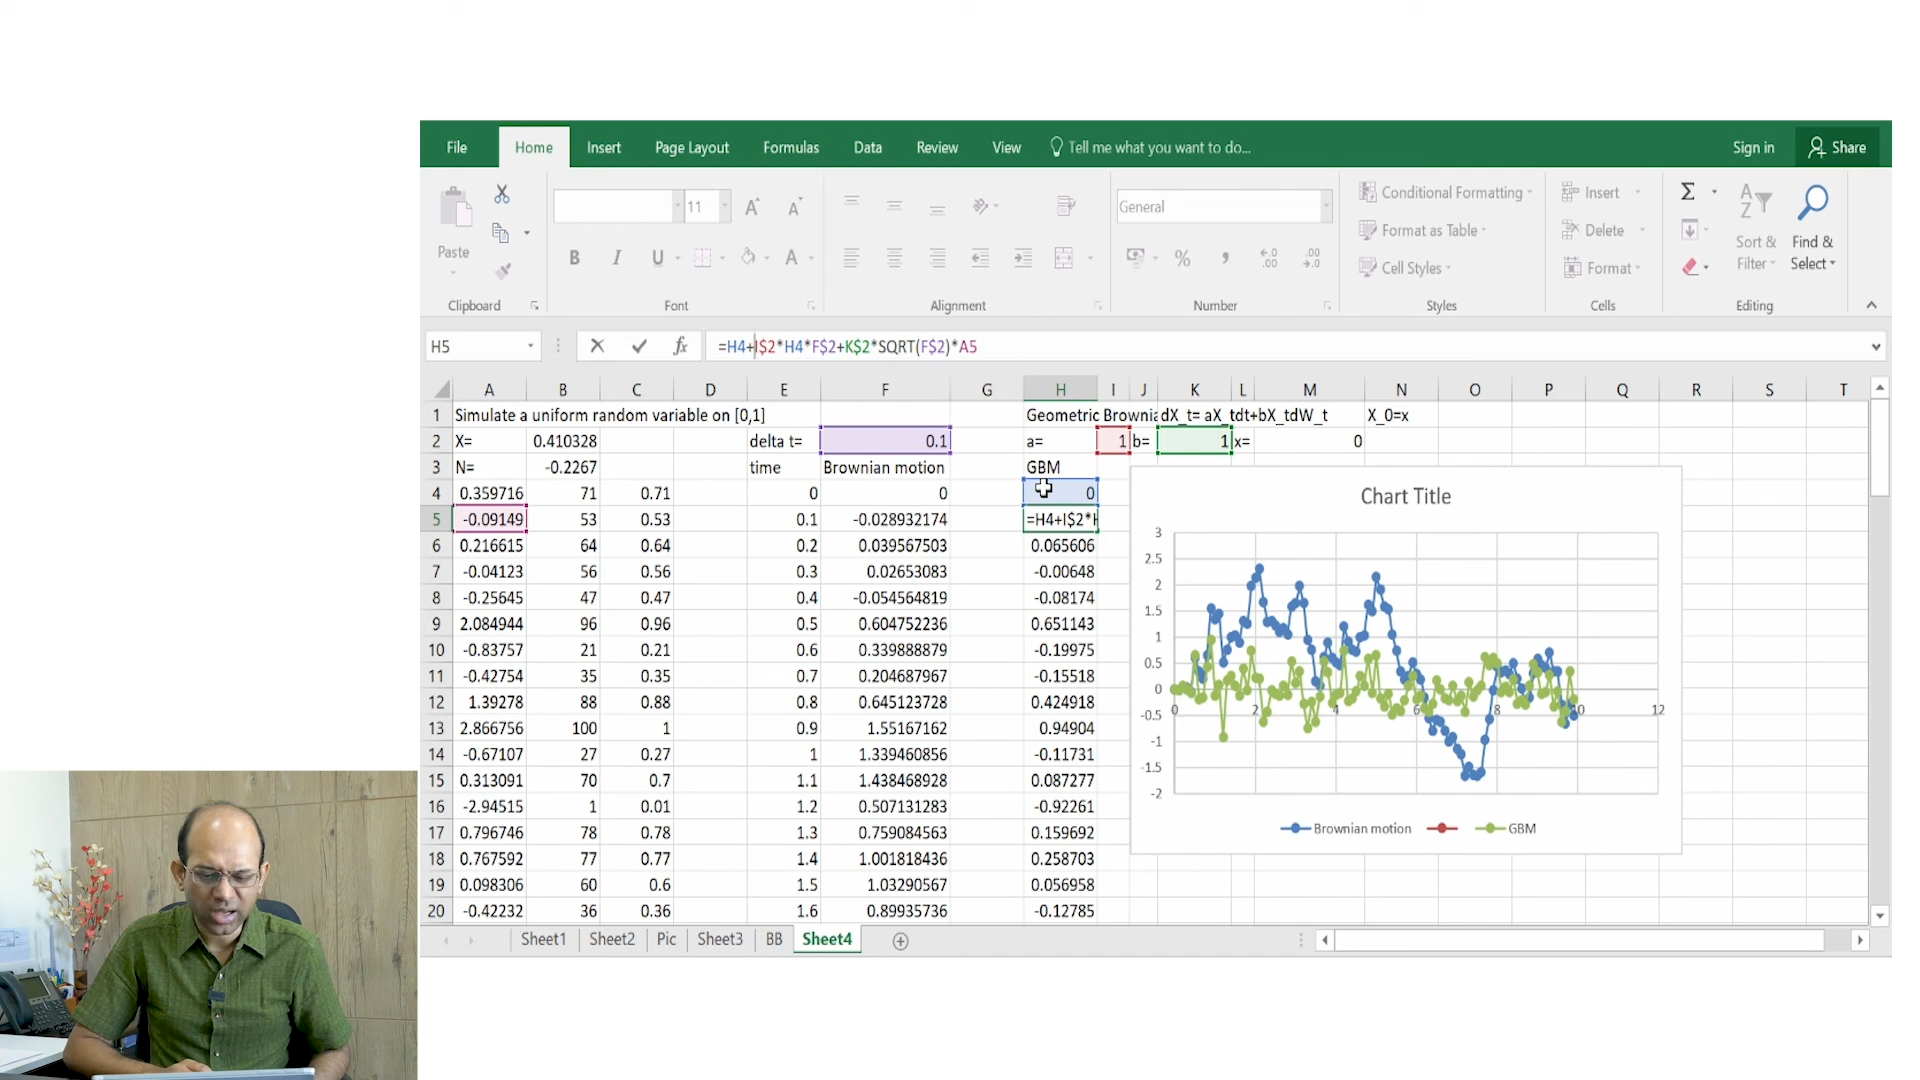 File Home Insert Page Layout Formulas Data Review View Tell me what you want to do... Sign in Share
11 General Conditional Formatting Insert
Paste Format as Table Delete Sort & Find &
B I U A % Cell Styles Format Filter Select
Clipboard Font Alignment Number Styles Cells Editing
H5 fx =H4+I$2*H4*F$2+K$2*SQRT(F$2)*A5
A B C D E F G H I J K L M N O P Q R S T
1 Simulate a uniform random variable on [0,1] Geometric Brownia dX_t= aX_tdt+bX_tdW_t X_0=x
2 X= 0.410328 delta t= 0.1 a= 1 b= 1 x= 0
3 N= -0.2267 time Brownian motion GBM
4 0.359716 71 0.71 0 0 0
5 -0.09149 53 0.53 0.1 -0.028932174 =H4+I$2*H
6 0.216615 64 0.64 0.2 0.039567503 0.065606
7 -0.04123 56 0.56 0.3 0.02653083 -0.00648
8 -0.25645 47 0.47 0.4 -0.054564819 -0.08174
9 2.084944 96 0.96 0.5 0.604752236 0.651143
10 -0.83757 21 0.21 0.6 0.339888879 -0.19975
11 -0.42754 35 0.35 0.7 0.204687967 -0.15518
12 1.39278 88 0.88 0.8 0.645123728 0.424918
13 2.866756 100 1 0.9 1.55167162 0.94904
14 -0.67107 27 0.27 1 1.339460856 -0.11731
15 0.313091 70 0.7 1.1 1.438468928 0.087277
16 -2.94515 1 0.01 1.2 0.507131283 -0.92261
17 0.796746 78 0.78 1.3 0.759084563 0.159692
18 0.767592 77 0.77 1.4 1.001818436 0.258703
19 0.098306 60 0.6 1.5 1.03290567 0.056958
20 -0.42232 36 0.36 1.6 0.89935736 -0.12785
Chart Title
3
2.5
2
1.5
1
0.5
0
-0.5 0 2 4 6 8 10 12
-1
-1.5
-2
Brownian motion GBM
Sheet1 Sheet2 Pic Sheet3 BB Sheet4